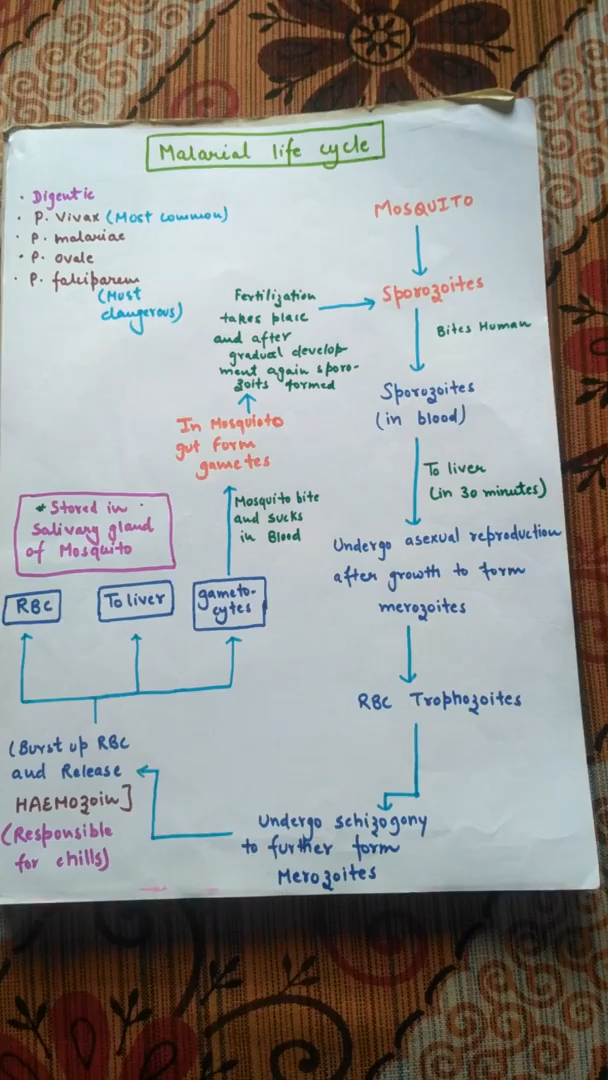 Malarial life cycle
• Digentic
• P. Vivax (Most common)
• P. malariae
• P. ovale
• P. falciparem
(Most
dangerous)
MOSQUITO
Sporozoites
Bites Human
Sporozoites
(in blood)
To liver
(in 30 minutes)
Undergo asexual reproduction
after growth to form
merozoites
RBC Trophozoites
Undergo schizogony
to further form
Merozoites
(Burst up RBC
and Release
HAEMOZOIN]
(Responsible
for chills)
RBC
To liver
gameto-
cytes
* Stored in
Salivary gland
of Mosquito
Mosquito bite
and sucks
in Blood
In Mosquioto
gut form
gametes
Fertilization
takes place
and after
gradual develop-
ment again sporo-
zoits formed